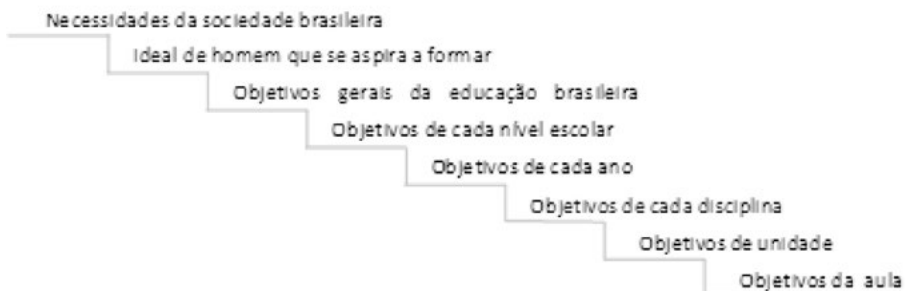 Necessidades da sociedade brasileira
Ideal de homem que se aspira a formar
Objetivos gerais da educação brasileira
Objetivos de cada nível escolar
Objetivos de cada ano
Objetivos de cada disciplina
Objetivos de unidade
Objetivos da aula